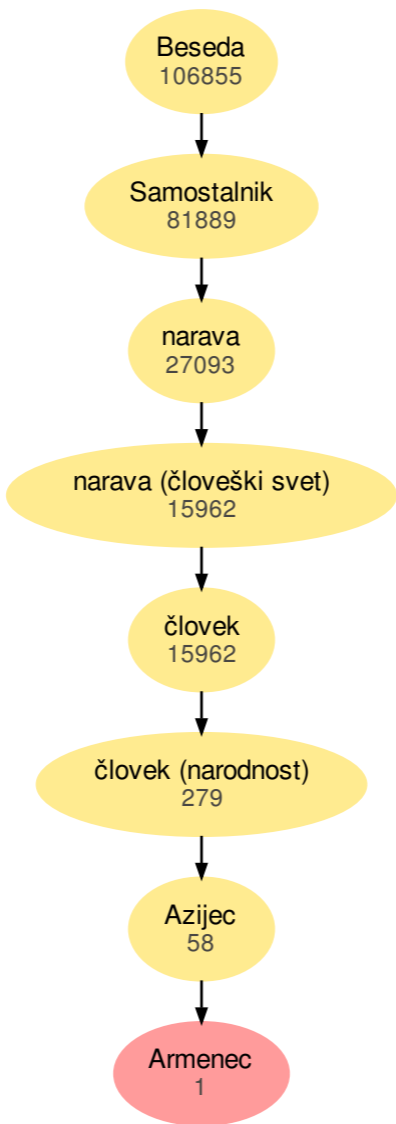 Beseda
106855
Samostalnik
81889
narava
27093
narava (človeški svet)
15962
človek
15962
človek (narodnost)
279
Azijec
58
Armenec
1